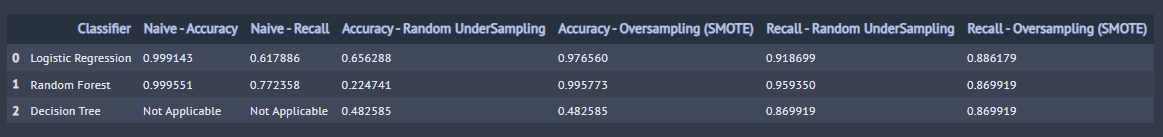 Classifier Naive - Accuracy Naive - Recall Accuracy - Random UnderSampling Accuracy - Oversampling (SMOTE) Recall - Random UnderSampling Recall - Oversampling (SMOTE)
0 Logistic Regression 0.999143 0.617886 0.656288 0.976560 0.918699 0.886179
1 Random Forest 0.999551 0.772358 0.224741 0.995773 0.959350 0.869919
2 Decision Tree Not Applicable Not Applicable 0.482585 0.482585 0.869919 0.869919